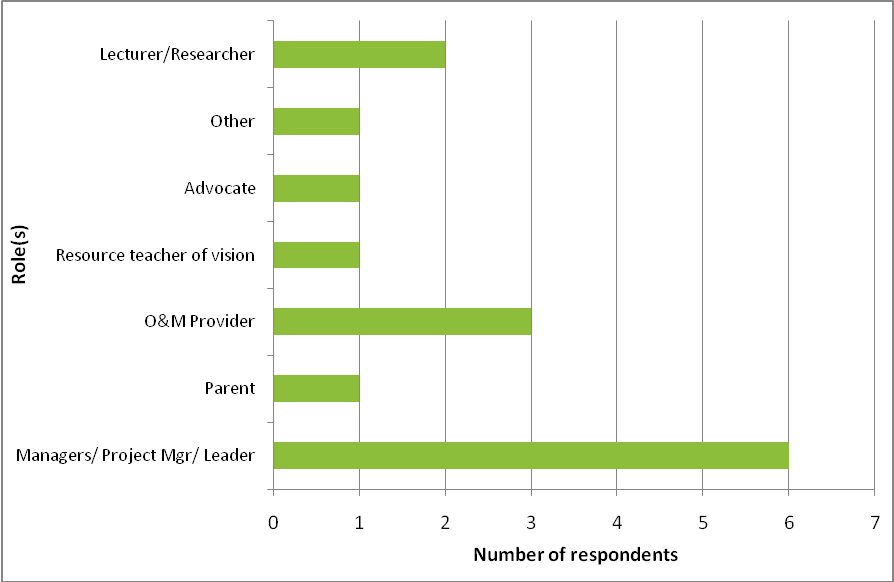 Lecturer/Researcher
Other
Advocate
Resource teacher of vision
O&M Provider
Parent
Managers/ Project Mgr/ Leader
Role(s)
0 1 2 3 4 5 6 7
Number of respondents